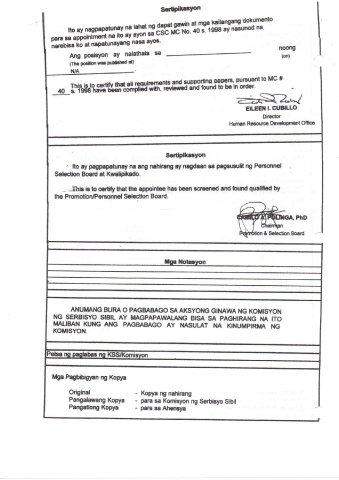 Sertipikasyon
Ito ay nagpapatunay na lahat ng dapat gawin at mga kailangang dokumento
para sa appointment na ito ay ayon sa CSC MC No. 40 s. 1998 ay nasunod na,
narebisa ko at napatunayang nasa ayos.
Ang posisyon ay nalathala sa noong
(The position was published at) (on)
N/A
This is to certify that all requirements and supporting papers, pursuant to MC #
40 s. 1998 have been complied with, reviewed and found to be in order.
EILEEN I. CUBILLO
Director
Human Resource Development Office
Sertipikasyon
Ito ay pagpapatunay na ang nahirang ay nagdaan sa pagsusulit ng Personnel
Selection Board at Kwalipikado.
This is to certify that the appointee has been screened and found qualified by
the Promotion/Personnel Selection Board.
POLINGA, PhD
Chairman
Promotion & Selection Board
Mga Notasyon
ANUMANG BURA O PAGBABAGO SA AKSYONG GINAWA NG KOMISYON
NG SERBISYO SIBIL AY MAGPAPAWALANG BISA SA PAGHIRANG NA ITO
MALIBAN KUNG ANG PAGBABAGO AY NASULAT NA KINUMPIRMA NG
KOMISYON.
Petsa ng paglabas ng KSS/Komisyon
Mga Pagbibigyan ng Kopya
Original - Kopya ng nahirang
Pangalawang Kopya - para sa Komisyon ng Serbisyo Sibil
Pangatlong Kopya - para sa Ahensya